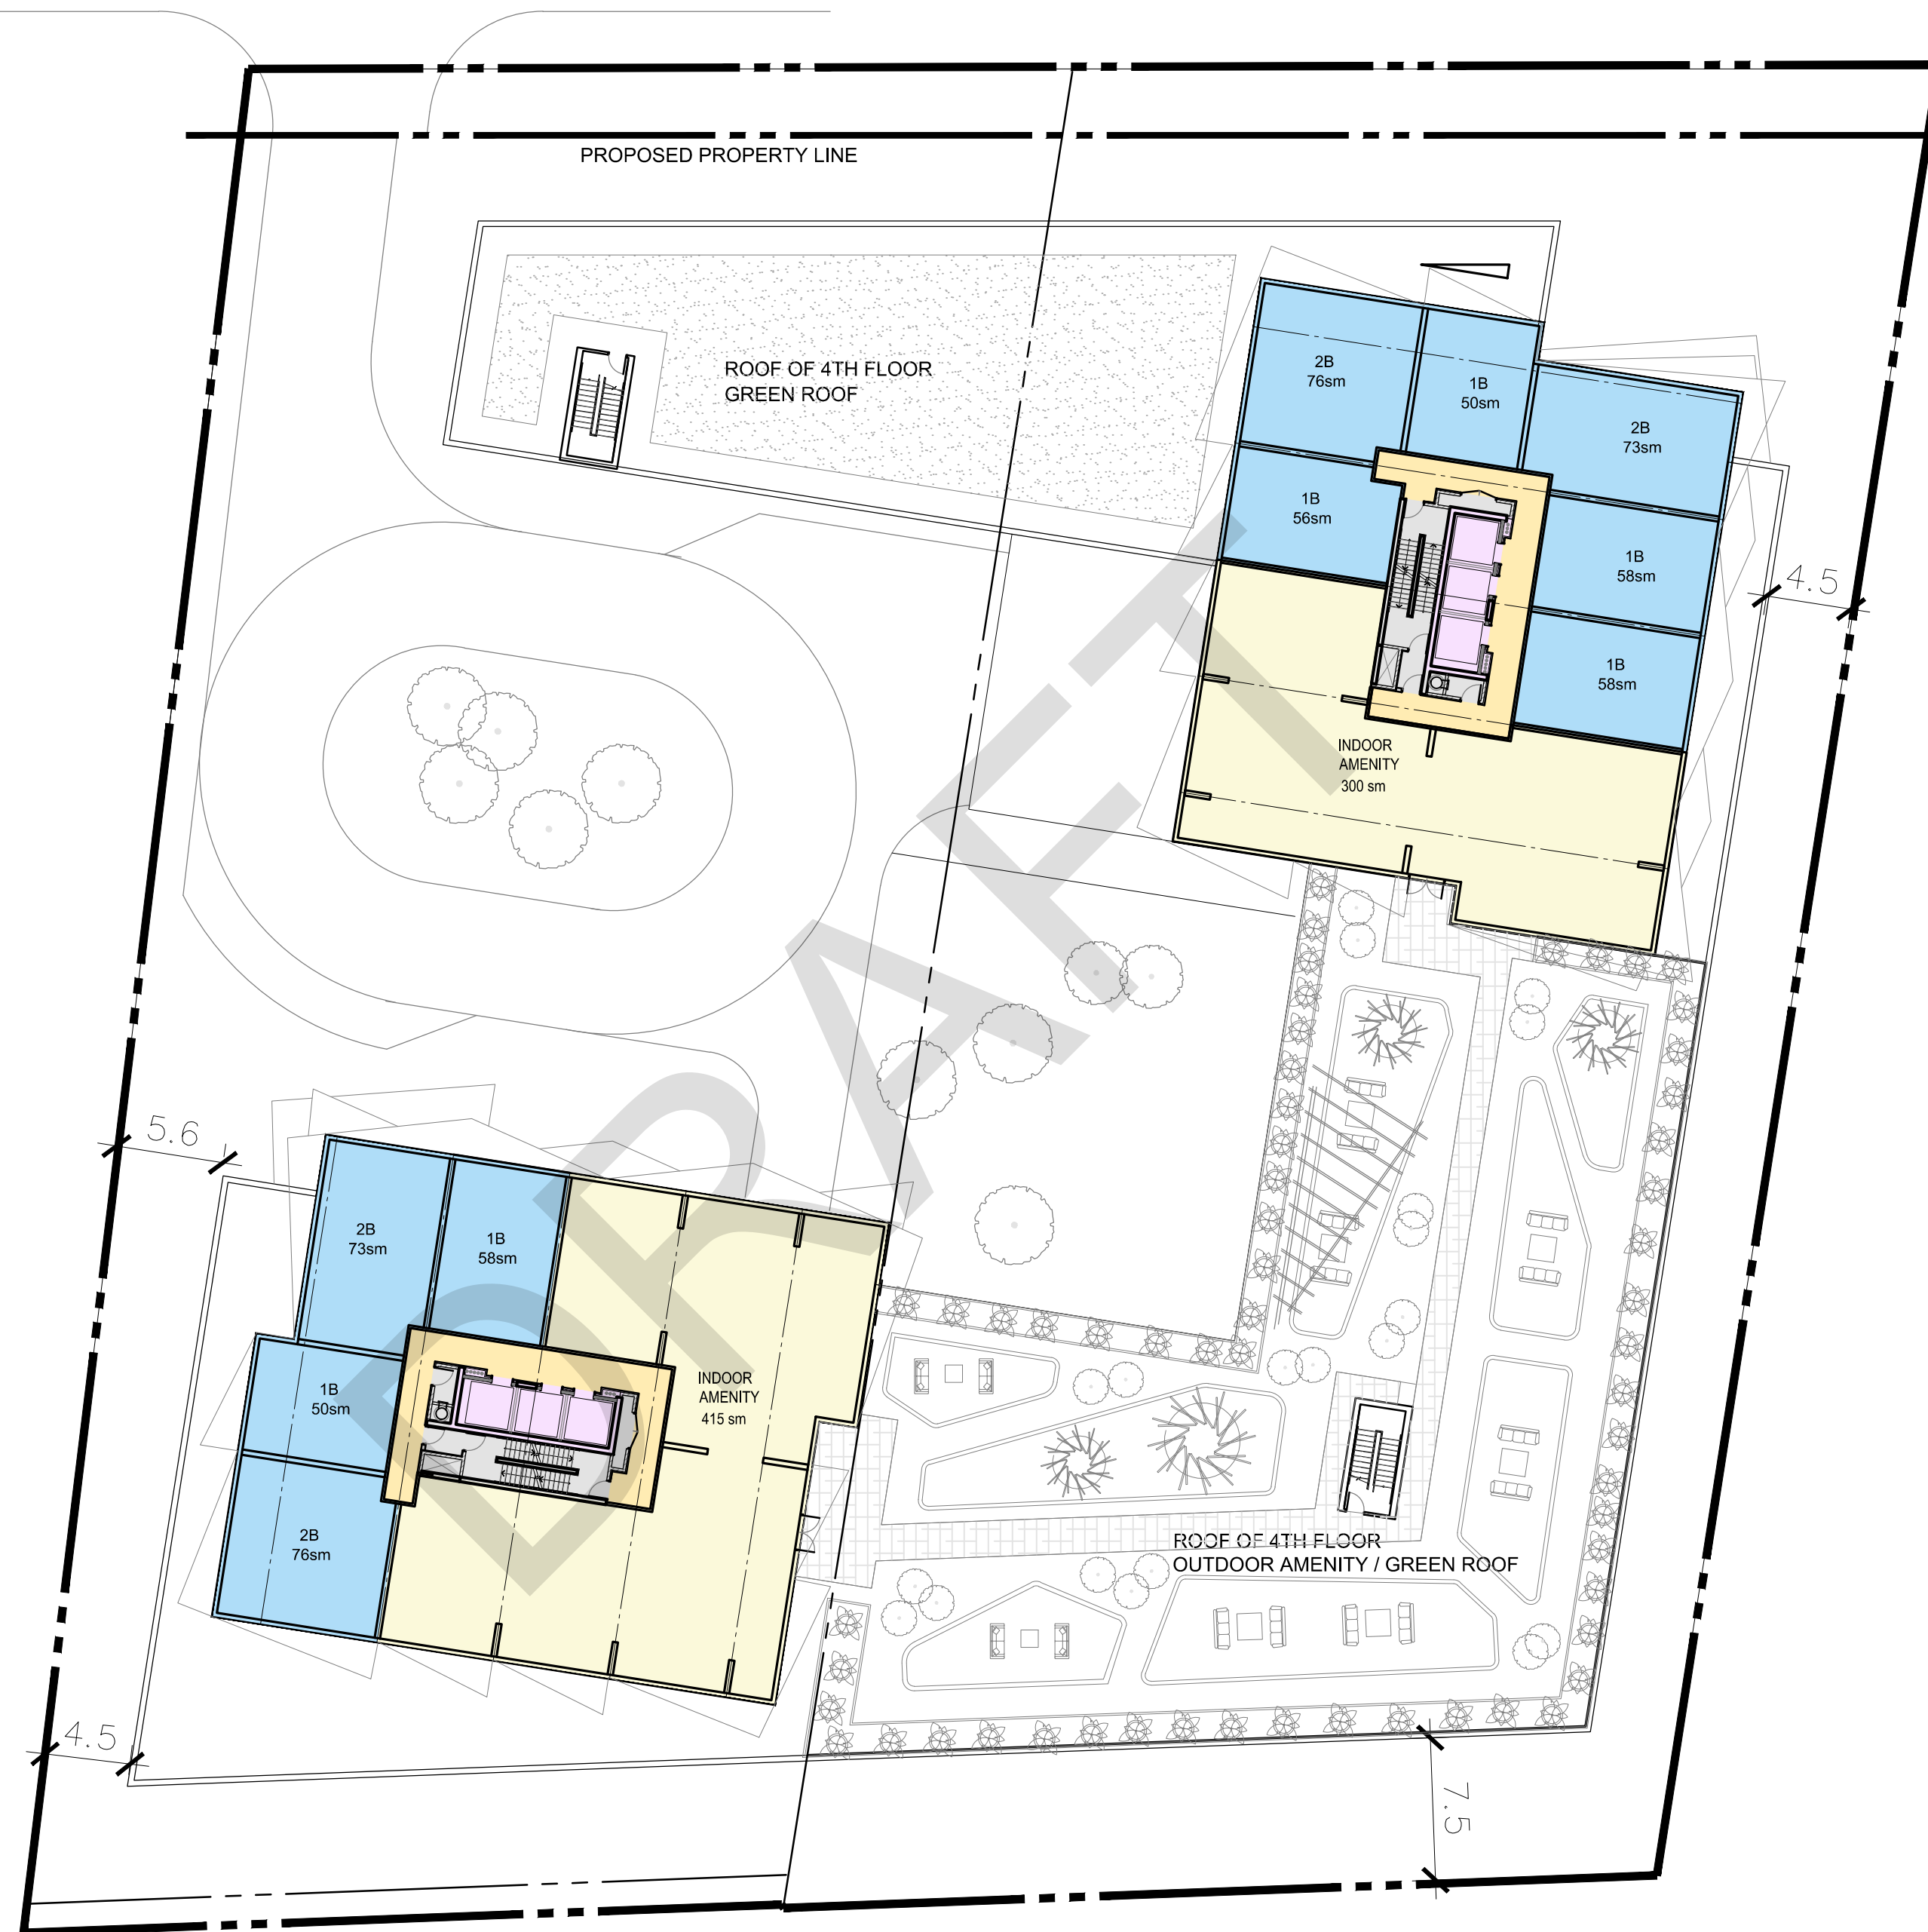 PROPOSED PROPERTY LINE
ROOF OF 4TH FLOOR
GREEN ROOF
2B
76sm
1B
50sm
2B
73sm
1B
56sm
1B
58sm
1B
58sm
4.5
INDOOR
AMENITY
300 sm
DRAFT
5.6
2B
73sm
1B
58sm
1B
50sm
2B
76sm
INDOOR
AMENITY
415 sm
ROOF OF 4TH FLOOR
OUTDOOR AMENITY / GREEN ROOF
4.5
7.5